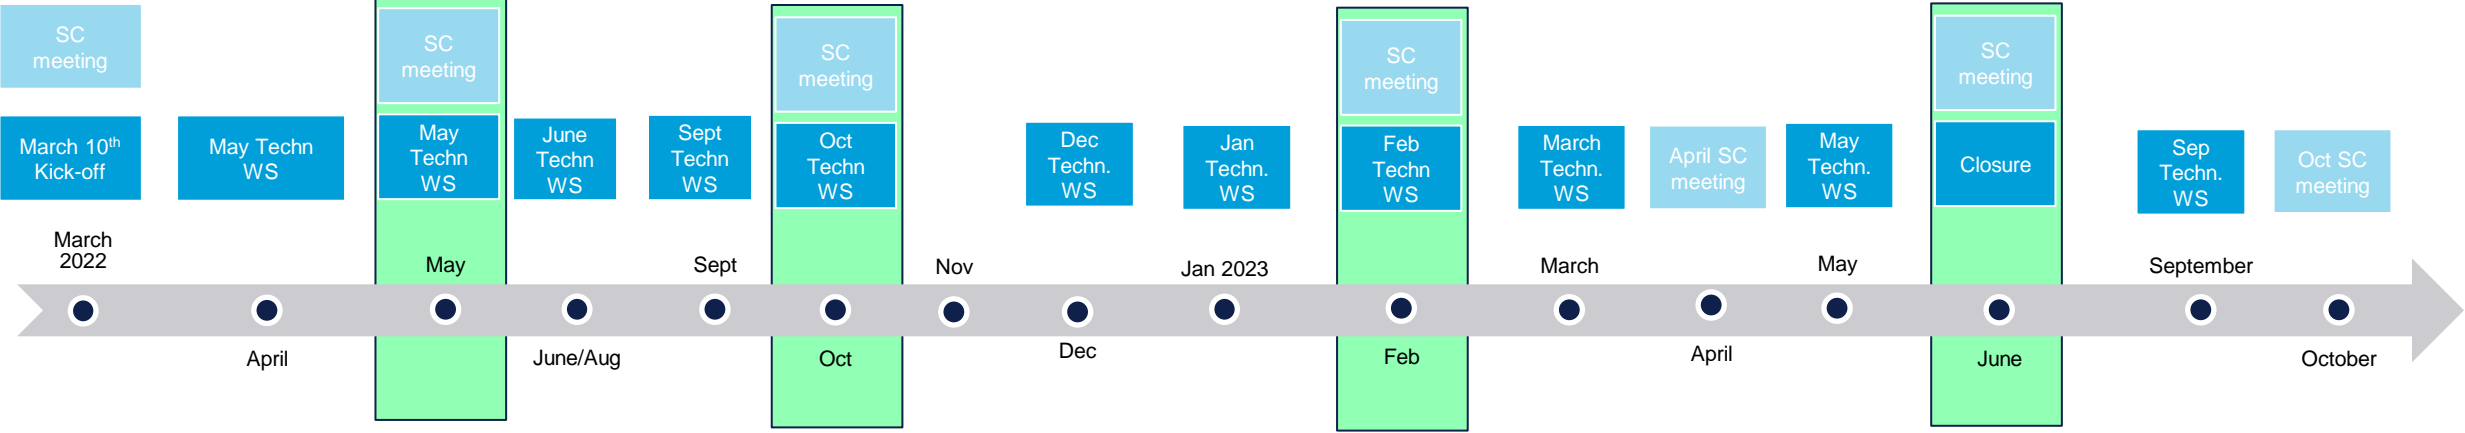 SC
meeting
SC
meeting
SC
meeting
SC
meeting
SC
meeting
March 10th
Kick-off
May Techn
WS
May
Techn
WS
June
Techn
WS
Sept
Techn
WS
Oct
Techn
WS
Dec
Techn.
WS
Jan
Techn.
WS
Feb
Techn
WS
March
Techn.
WS
April SC
meeting
May
Techn.
WS
Closure
Sep
Techn.
WS
Oct SC
meeting
March
2022
May
Sept
Nov
Jan 2023
March
May
September
April
June/Aug
Oct
Dec
Feb
April
June
October